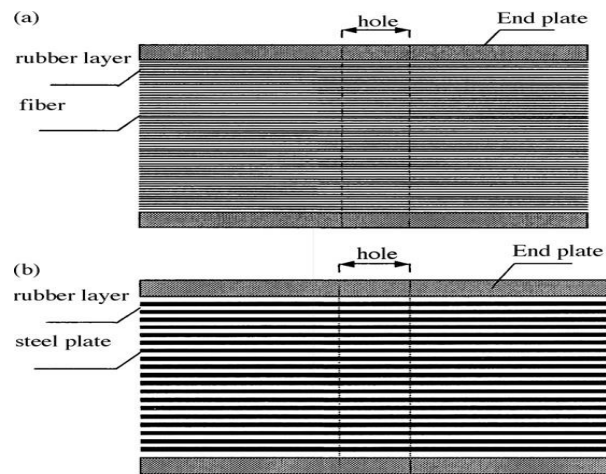 (a)
hole
End plate
rubber layer
fiber
(b)
hole
End plate
rubber layer
steel plate